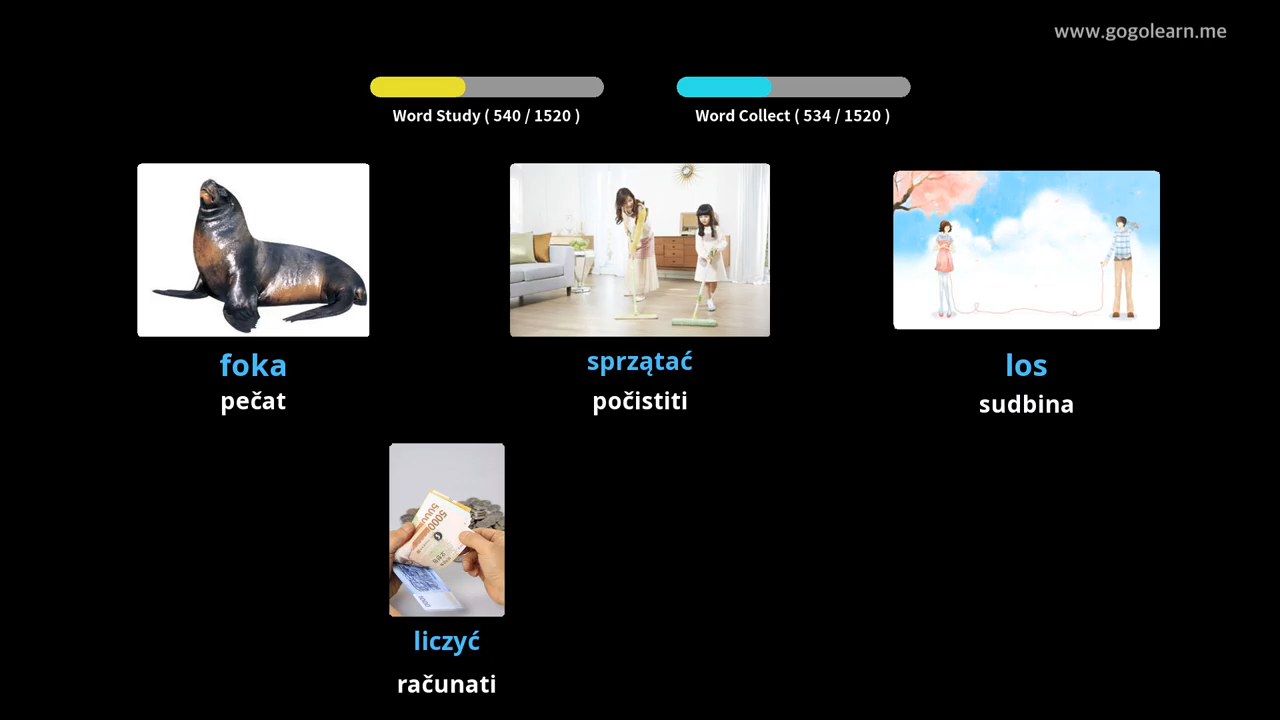 www.gogolearn.me
Word Study ( 540 / 1520 )
Word Collect ( 534 / 1520 )
foka
pečat
sprzątać
počistiti
los
sudbina
5000
liczyć
računati